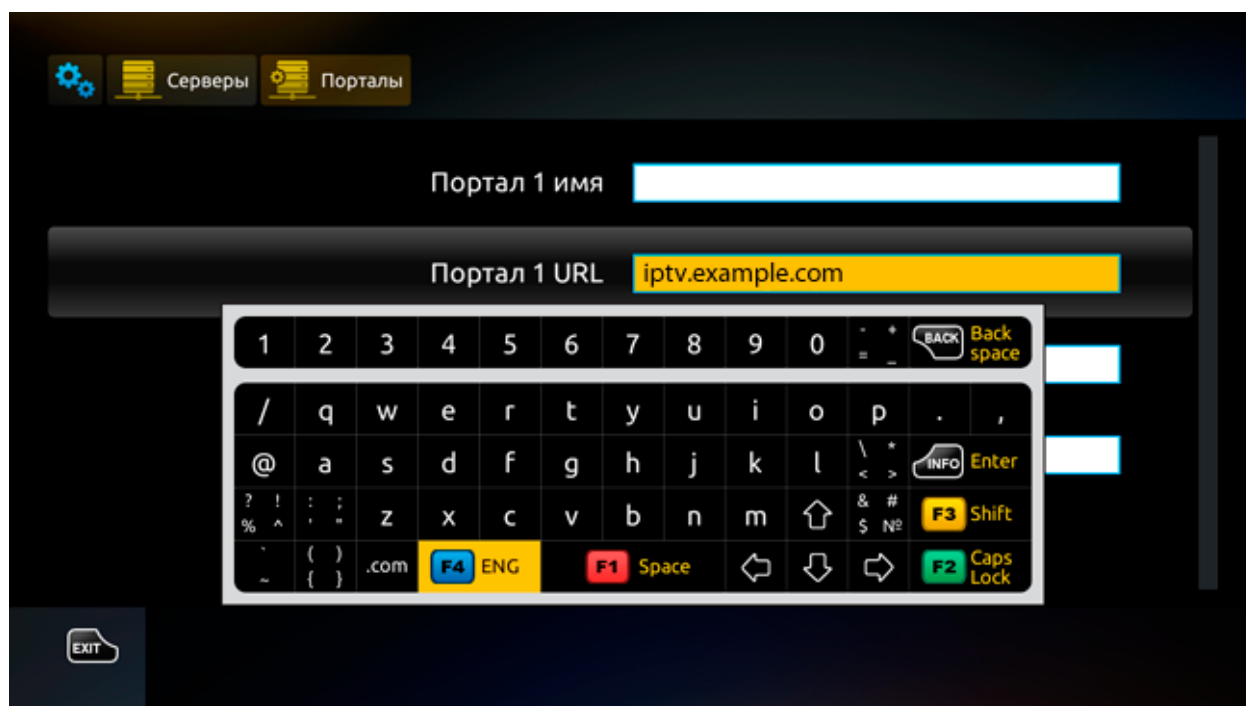 Серверы
Порталы
Портал 1 имя
Портал 1 URL
iptv.example.com
1 2 3 4 5 6 7 8 9 0 - + = _ BACK Back space
/ q w e r t y u i o p . ,
@ a s d f g h j k l \ * < > INFO Enter
? ! % ^ : ; ' " z x c v b n m & # $ № F3 Shift
` ~ ( ) { } .com F4 ENG F1 Space F2 Caps Lock
EXIT